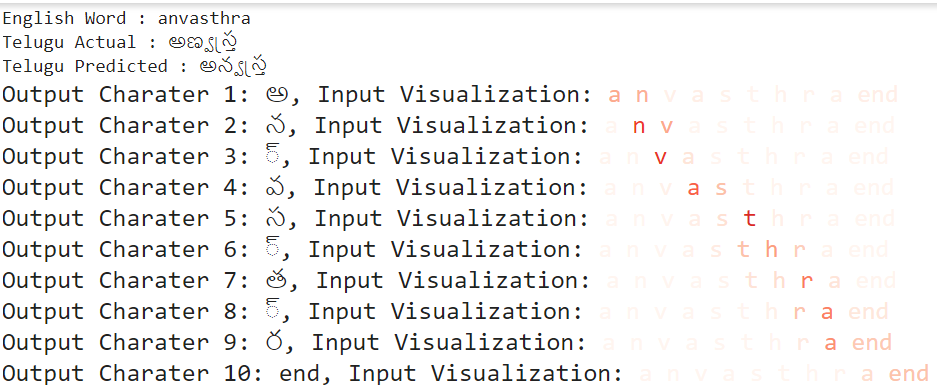 English Word : anvasthra
Telugu Actual : అణ్వస్త్ర
Telugu Predicted : అన్వస్త్ర
Output Charater 1: అ, Input Visualization: a n v a s t h r a end
Output Charater 2: న, Input Visualization: a n v a s t h r a end
Output Charater 3: ్, Input Visualization: a n v a s t h r a end
Output Charater 4: వ, Input Visualization: a n v a s t h r a end
Output Charater 5: స, Input Visualization: a n v a s t h r a end
Output Charater 6: ్, Input Visualization: a n v a s t h r a end
Output Charater 7: త, Input Visualization: a n v a s t h r a end
Output Charater 8: ్, Input Visualization: a n v a s t h r a end
Output Charater 9: ర, Input Visualization: a n v a s t h r a end
Output Charater 10: end, Input Visualization: a n v a s t h r a end